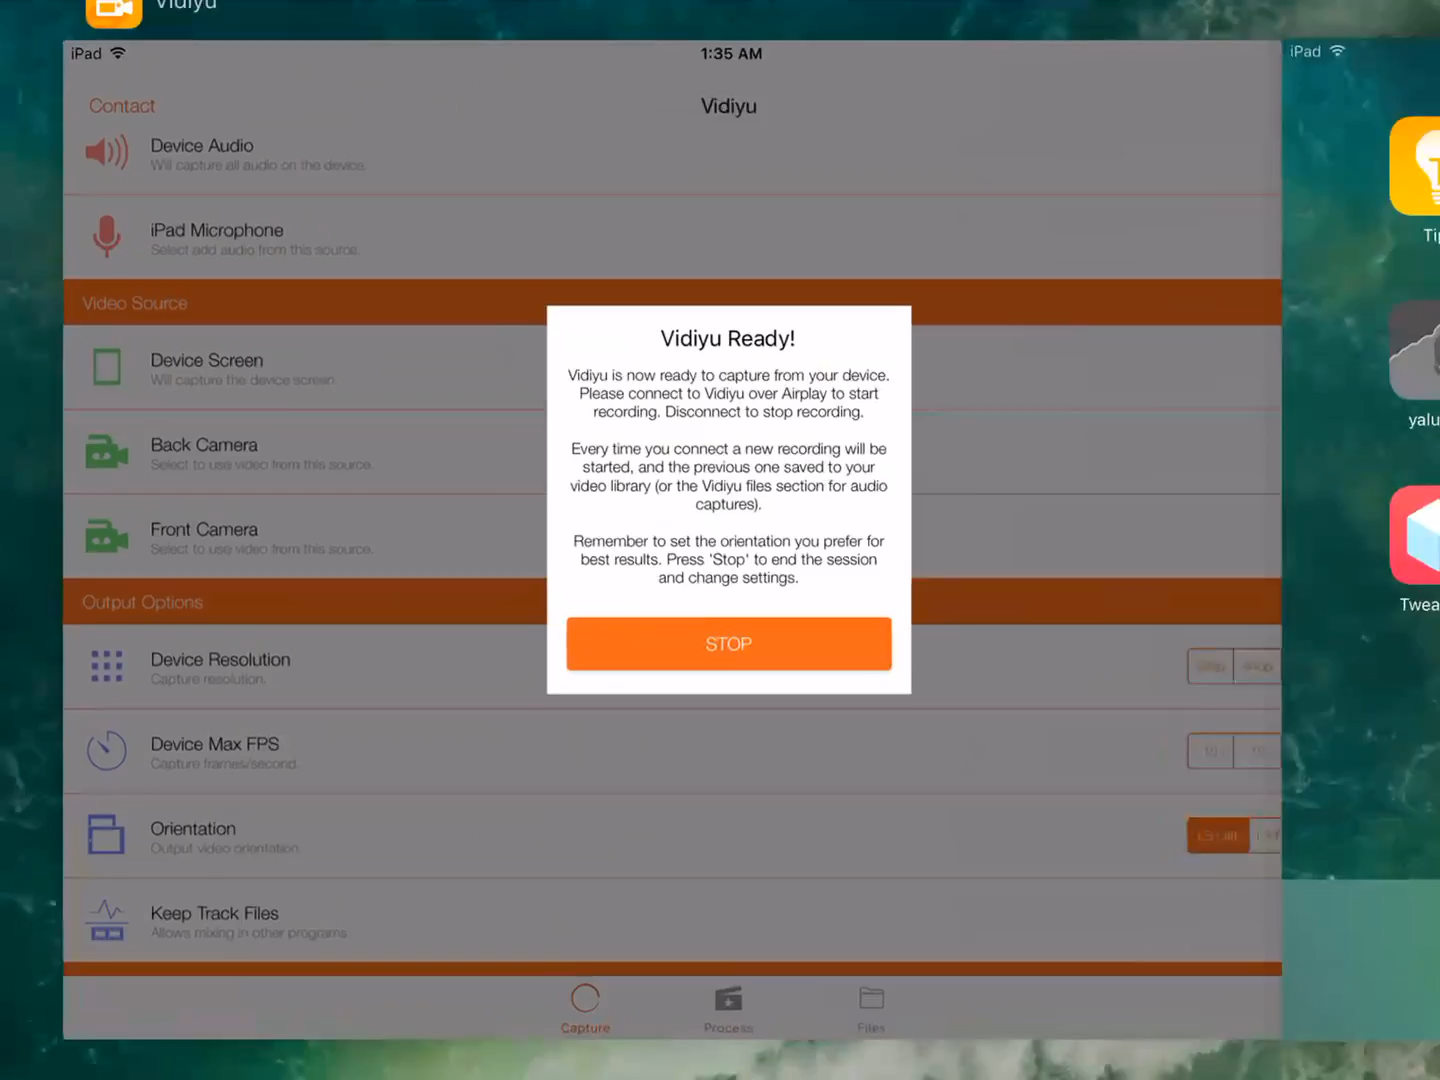 Vidiyu
iPad
1:35 AM
iPad
Contact
Vidiyu
Device Audio
Will capture all audio on the device.
iPad Microphone
Select add audio from this source.
Video Source
Device Screen
Will capture the device screen
Back Camera
Select to use video from this source.
Front Camera
Select to use video from this source.
Output Options
Device Resolution
Capture resolution.
Device Max FPS
Capture frames/second.
Orientation
Output video orientation.
Keep Track Files
Allows mixing in other programs
Vidiyu Ready!
Vidiyu is now ready to capture from your device.
Please connect to Vidiyu over Airplay to start
recording. Disconnect to stop recording.
Every time you connect a new recording will be
started, and the previous one saved to your
video library (or the Vidiyu files section for audio
captures).
Remember to set the orientation you prefer for
best results. Press 'Stop' to end the session
and change settings.
STOP
Capture
Process
Files
Tip
yalu
Twea